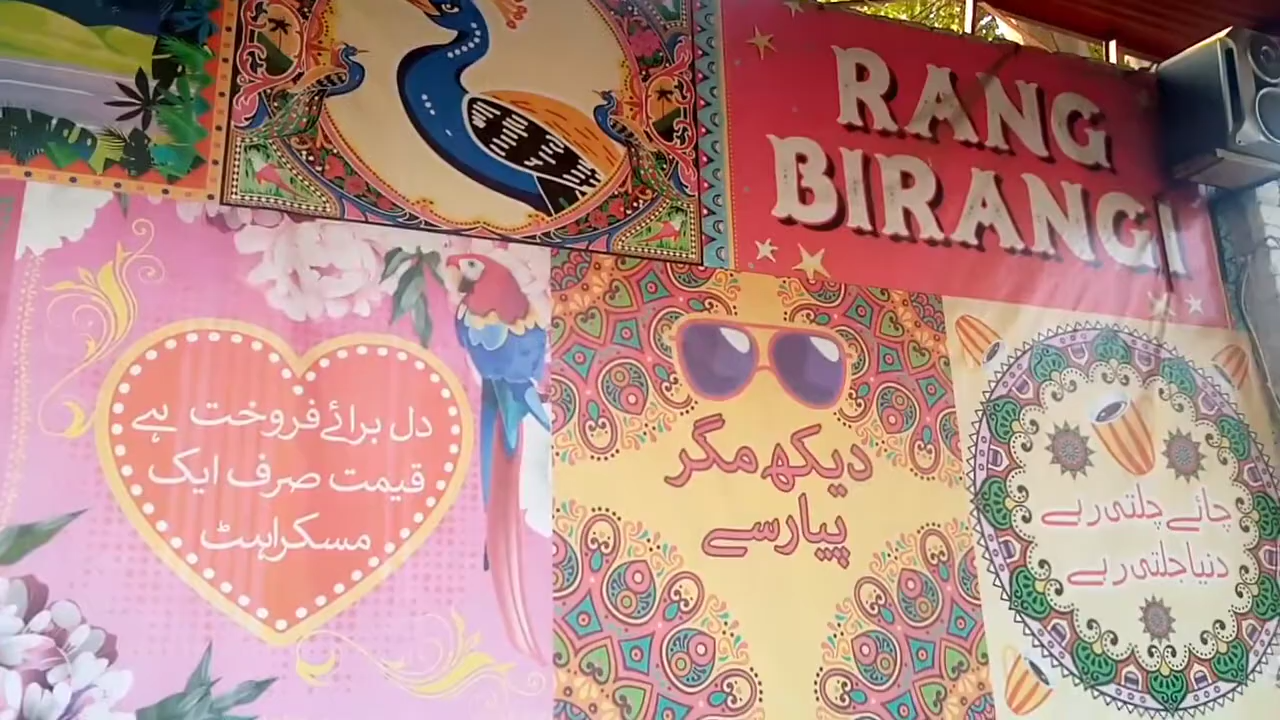 RANG
BIRANGI
دل برائے فروخت ہے
قیمت صرف ایک
مسکراہٹ
دیکھ مگر
پیار سے
چائے چلتی رہے
دنیا جلتی رہے